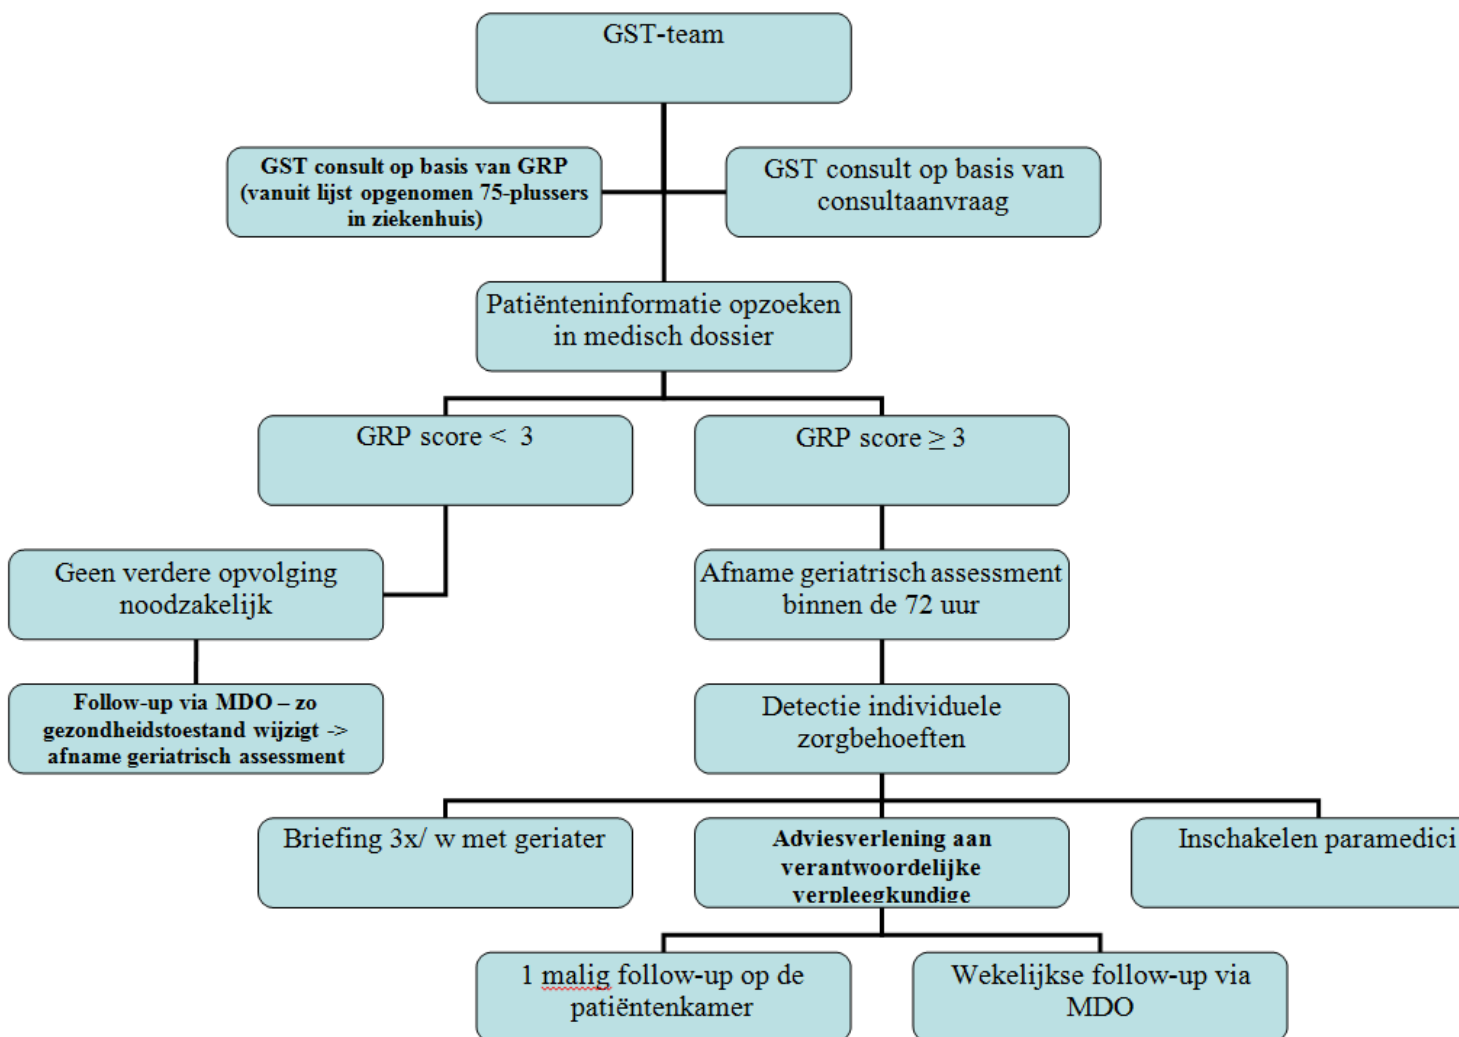 GST-team
GST consult op basis van GRP
(vanuit lijst opgenomen 75-plussers
in ziekenhuis)
GST consult op basis van
consultaanvraag
Patiënteninformatie opzoeken
in medisch dossier
GRP score < 3
GRP score ≥ 3
Geen verdere opvolging
noodzakelijk
Afname geriatrisch assessment
binnen de 72 uur
Follow-up via MDO – zo
gezondheidstoestand wijzigt ->
afname geriatrisch assessment
Detectie individuele
zorgbehoeften
Briefing 3x/ w met geriater
Adviesverlening aan
verantwoordelijke
verpleegkundige
Inschakelen paramedici
1 malig follow-up op de
patiëntenkamer
Wekelijkse follow-up via
MDO